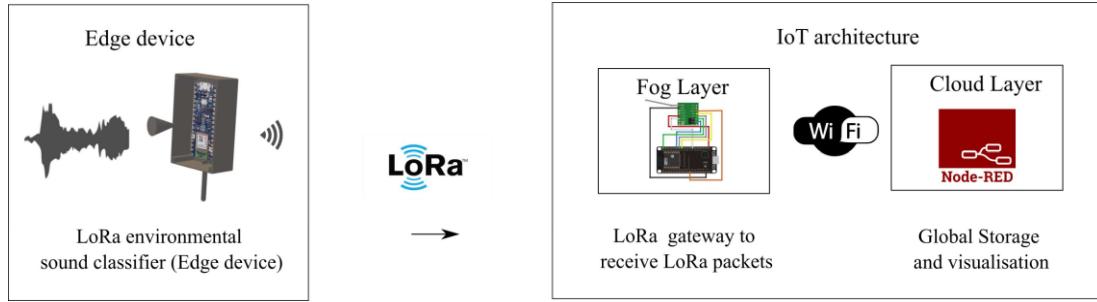 Edge device
LoRa environmental
sound classifier (Edge device)
LoRa™
IoT architecture
Fog Layer
LoRa gateway to
receive LoRa packets
Wi Fi
Cloud Layer
Node-RED
Global Storage
and visualisation